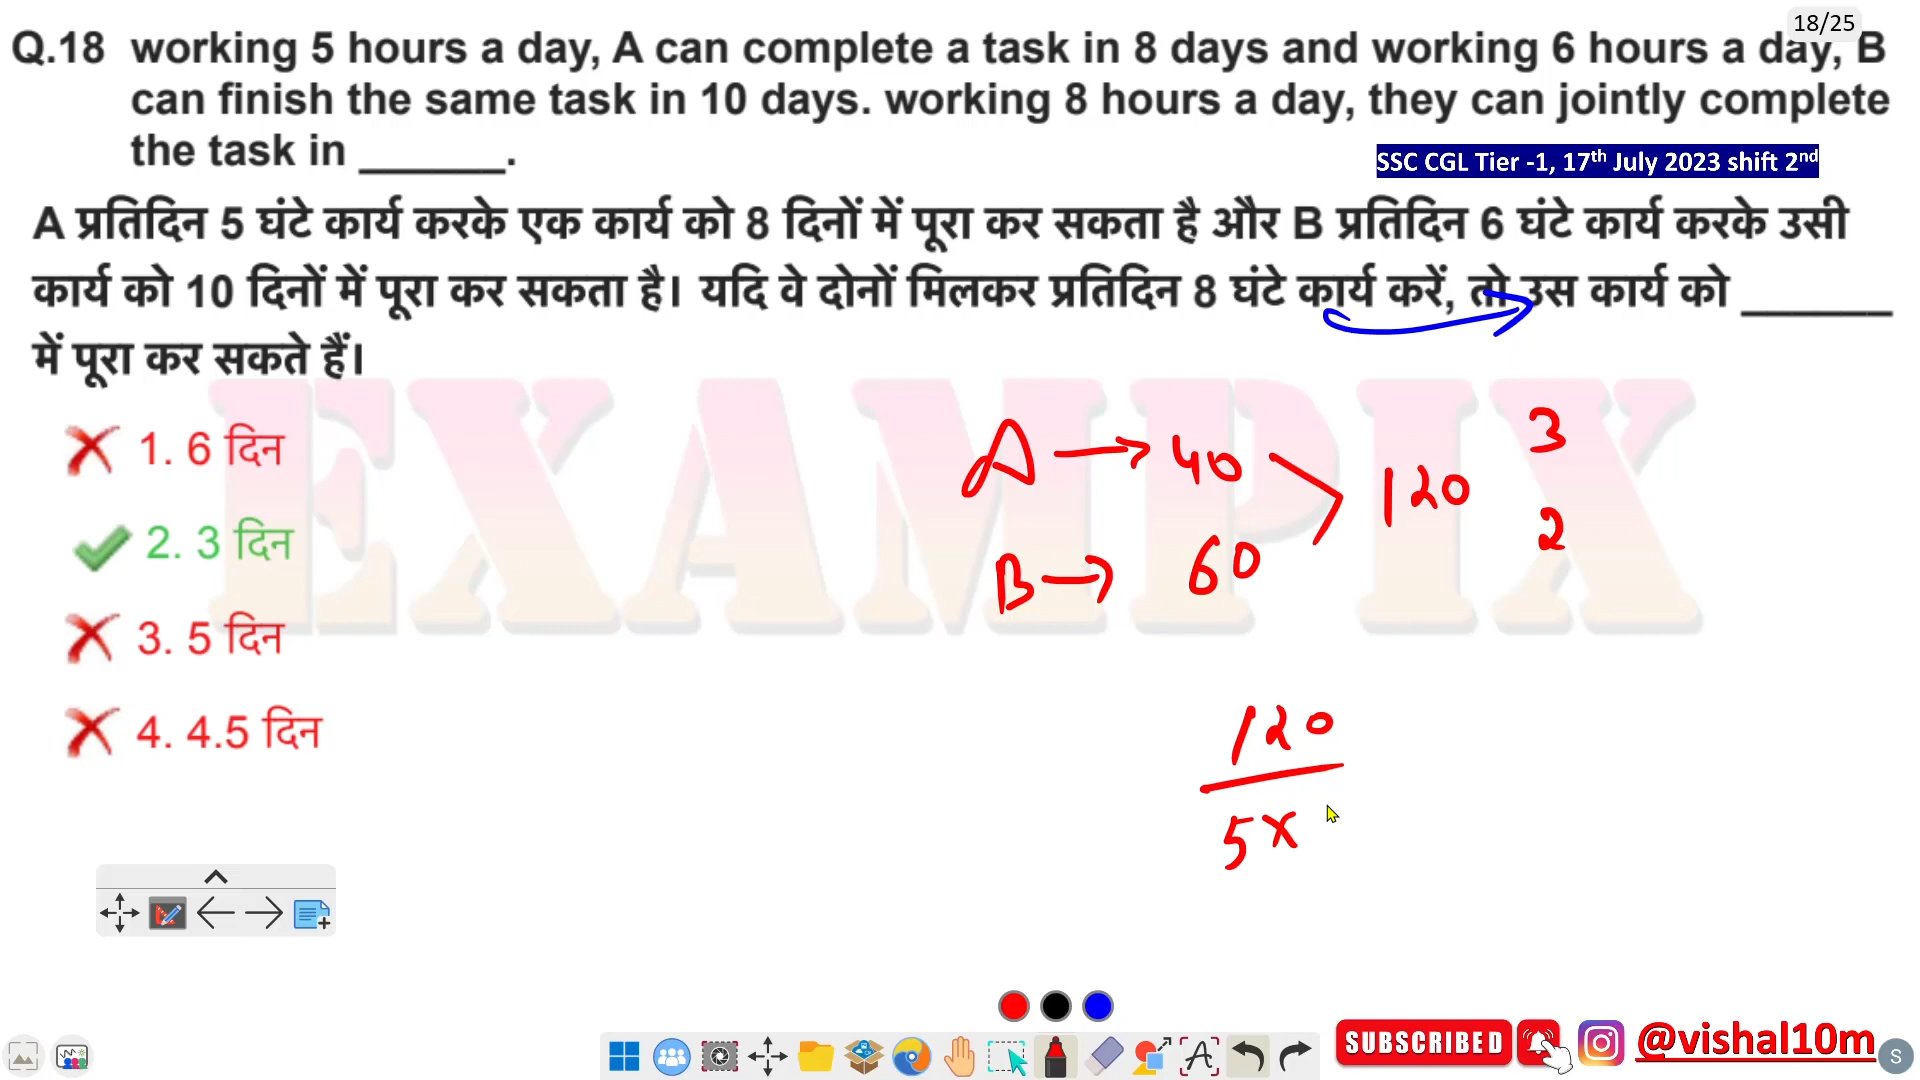 18/25
Q.18 working 5 hours a day, A can complete a task in 8 days and working 6 hours a day, B
can finish the same task in 10 days. working 8 hours a day, they can jointly complete
the task in ______.
SSC CGL Tier -1, 17th July 2023 shift 2nd
A प्रतिदिन 5 घंटे कार्य करके एक कार्य को 8 दिनों में पूरा कर सकता है और B प्रतिदिन 6 घंटे कार्य करके उसी
कार्य को 10 दिनों में पूरा कर सकता है। यदि वे दोनों मिलकर प्रतिदिन 8 घंटे कार्य करें, तो उस कार्य को ______
में पूरा कर सकते हैं।
EXAMPIX
1. 6 दिन
2. 3 दिन
3. 5 दिन
4. 4.5 दिन
A → 40
120
3
B → 60
2
120
5x
SUBSCRIBED
@vishal10m
S